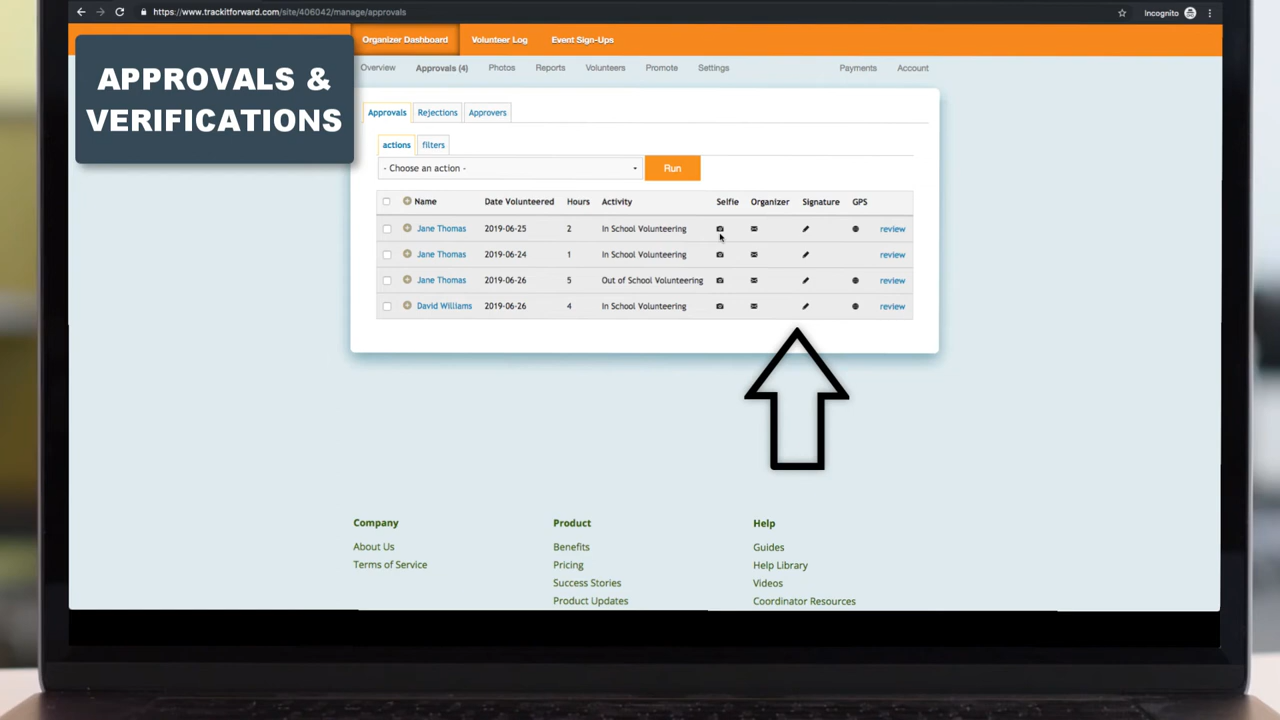 https://www.trackitforward.com/site/406042/manage/approvals
Incognito
Organizer Dashboard Volunteer Log Event Sign-Ups
APPROVALS &
VERIFICATIONS
Overview Approvals (4) Photos Reports Volunteers Promote Settings Payments Account
Approvals Rejections Approvers
actions filters
- Choose an action - Run
Name Date Volunteered Hours Activity Selfie Organizer Signature GPS
Jane Thomas 2019-06-25 2 In School Volunteering review
Jane Thomas 2019-06-24 1 In School Volunteering review
Jane Thomas 2019-06-26 5 Out of School Volunteering review
David Williams 2019-06-26 4 In School Volunteering review
Company Product Help
About Us Benefits Guides
Terms of Service Pricing Help Library
Success Stories Videos
Product Updates Coordinator Resources